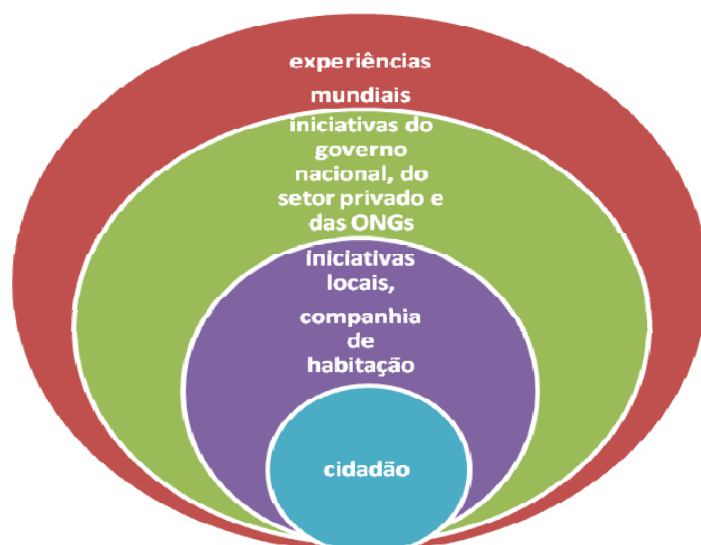 experiências
mundiais
iniciativas do
governo
nacional, do
setor privado e
das ONGs
iniciativas
locais,
companhia
de
habitação
cidadão